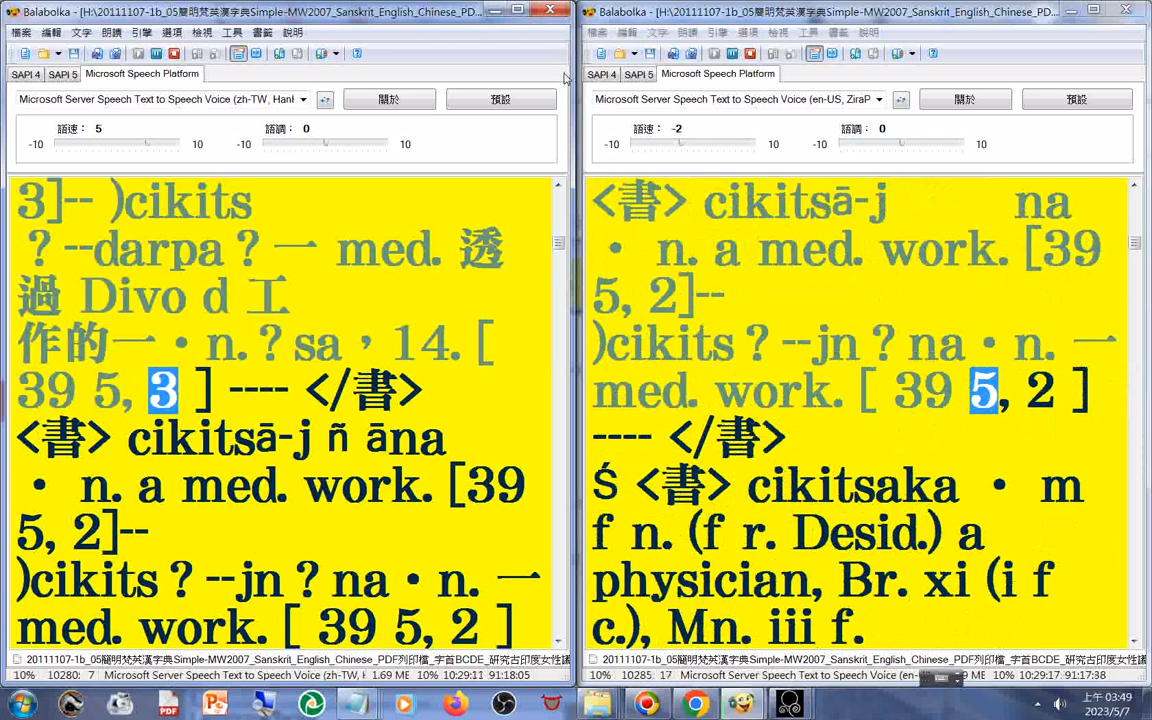 Balabolka - [H:\20111107-1b_05簡明梵英漢字典Simple-MW2007_Sanskrit_English_Chinese_PD...
檔案 編輯 文字 朗讀 引擎 選項 檢視 工具 書籤 說明
SAPI 4 SAPI 5 Microsoft Speech Platform
Microsoft Server Speech Text to Speech Voice (zh-TW, Hanl 關於 預設
語速： 5 語調： 0
-10 10 -10 10
3]-- )cikits
？--darpa？一 med. 透
過 Divo d 工
作的一・n.？sa，14. [
39 5, 3 ] ---- </書>
<書> cikitsā-j ñ āna
・ n. a med. work. [39
5, 2]--
)cikits？--jn？na・n. 一
med. work. [ 39 5, 2 ]
20111107-1b_05簡明梵英漢字典Simple-MW2007_Sanskrit_English_Chinese_PDF列印檔_字首BCDE_研究古印度女性議
10% 10280: 7 Microsoft Server Speech Text to Speech Voice (zh-TW, H 1.69 MB 10% 10:29:11 91:18:05
Balabolka - [H:\20111107-1b_05簡明梵英漢字典Simple-MW2007_Sanskrit_English_Chinese_PD...
檔案 編輯 文字 朗讀 引擎 選項 檢視 工具 書籤 說明
SAPI 4 SAPI 5 Microsoft Speech Platform
Microsoft Server Speech Text to Speech Voice (en-US, ZiraP 關於 預設
語速： -2 語調： 0
-10 10 -10 10
<書> cikitsā-j na
・ n. a med. work. [39
5, 2]--
)cikits？--jn？na・n. 一
med. work. [ 39 5, 2 ]
---- </書>
Ś <書> cikitsaka ・ m
f n. (f r. Desid.) a
physician, Br. xi (i f
c.), Mn. iii f.
20111107-1b_05簡明梵英漢字典Simple-MW2007_Sanskrit_English_Chinese_PDF列印檔_字首BCDE_研究古印度女性議
10% 10285: 17 Microsoft Server Speech Text to Speech Voice (en-US 10% 10:29:17 91:17:38
上午 03:49
2023/5/7